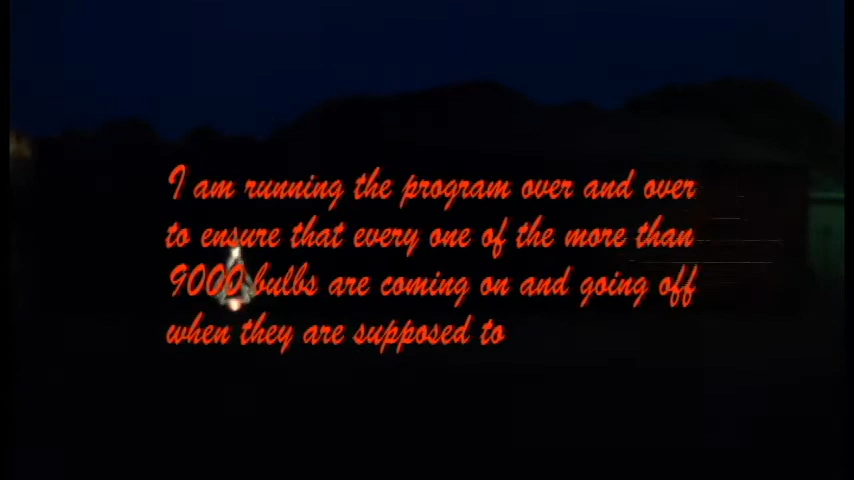 I am running the program over and over
to ensure that every one of the more than
9000 bulbs are coming on and going off
when they are supposed to